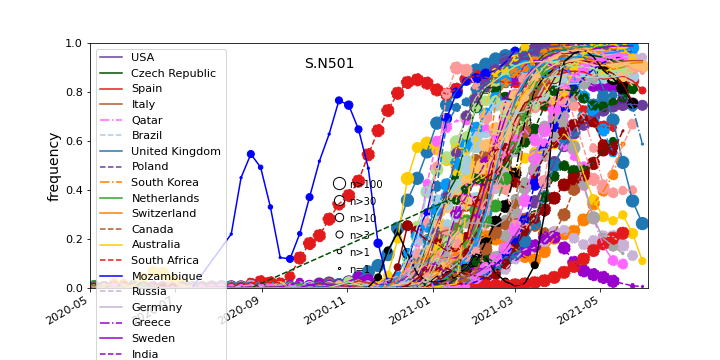 S.N501
frequency
1.0
0.8
0.6
0.4
0.2
0.0
USA
Czech Republic
Spain
Italy
Qatar
Brazil
United Kingdom
Poland
South Korea
Netherlands
Switzerland
Canada
Australia
South Africa
Mozambique
Russia
Germany
Greece
Sweden
India
n>100
n>30
n>10
n>3
n>1
2020-05
2020-09
2020-11
2021-01
2021-03
2021-05